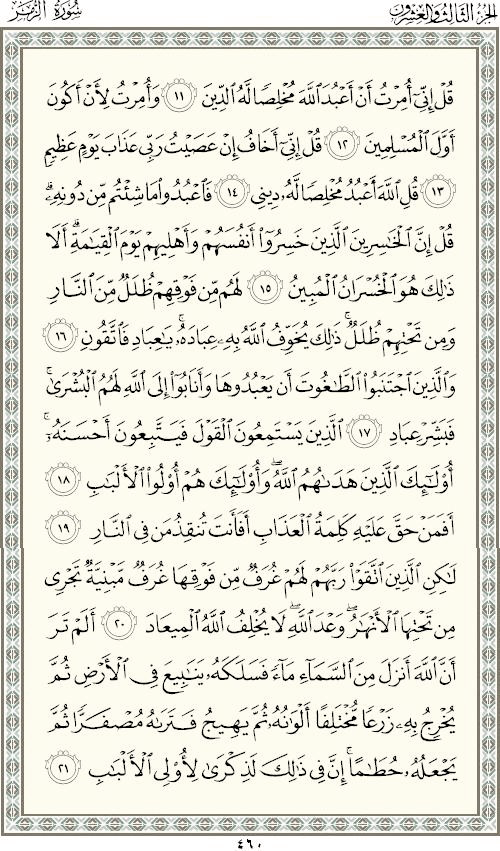 الجزء الثالث والعشرون سورة الزمر
قُلْ إِنِّيٓ أُمِرْتُ أَنْ أَعْبُدَ ٱللَّهَ مُخْلِصًا لَّهُ ٱلدِّينَ ١١ وَأُمِرْتُ لِأَنْ أَكُونَ
أَوَّلَ ٱلْمُسْلِمِينَ ١٢ قُلْ إِنِّيٓ أَخَافُ إِنْ عَصَيْتُ رَبِّي عَذَابَ يَوْمٍ عَظِيمٍ
١٣ قُلِ ٱللَّهَ أَعْبُدُ مُخْلِصًا لَّهُۥ دِينِي ١٤ فَٱعْبُدُوا۟ مَا شِئْتُم مِّن دُونِهِۦۗ
قُلْ إِنَّ ٱلْخَٰسِرِينَ ٱلَّذِينَ خَسِرُوٓا۟ أَنفُسَهُمْ وَأَهْلِيهِمْ يَوْمَ ٱلْقِيَٰمَةِۗ أَلَا
ذَٰلِكَ هُوَ ٱلْخُسْرَانُ ٱلْمُبِينُ ١٥ لَهُم مِّن فَوْقِهِمْ ظُلَلٌ مِّنَ ٱلنَّارِ
وَمِن تَحْتِهِمْ ظُلَلٌۚ ذَٰلِكَ يُخَوِّفُ ٱللَّهُ بِهِۦ عِبَادَهُۥۚ يَٰعِبَادِ فَٱتَّقُونِ ١٦
وَٱلَّذِينَ ٱجْتَنَبُوا۟ ٱلطَّٰغُوتَ أَن يَعْبُدُوهَا وَأَنَابُوٓا۟ إِلَى ٱللَّهِ لَهُمُ ٱلْبُشْرَىٰۚ
فَبَشِّرْ عِبَادِ ١٧ ٱلَّذِينَ يَسْتَمِعُونَ ٱلْقَوْلَ فَيَتَّبِعُونَ أَحْسَنَهُۥٓۚ
أُو۟لَٰٓئِكَ ٱلَّذِينَ هَدَىٰهُمُ ٱللَّهُۖ وَأُو۟لَٰٓئِكَ هُمْ أُو۟لُوا۟ ٱلْأَلْبَٰبِ ١٨
أَفَمَنْ حَقَّ عَلَيْهِ كَلِمَةُ ٱلْعَذَابِ أَفَأَنتَ تُنقِذُ مَن فِي ٱلنَّارِ ١٩
لَٰكِنِ ٱلَّذِينَ ٱتَّقَوْا۟ رَبَّهُمْ لَهُمْ غُرَفٌ مِّن فَوْقِهَا غُرَفٌ مَّبْنِيَّةٌ تَجْرِي
مِن تَحْتِهَا ٱلْأَنْهَٰرُۖ وَعْدَ ٱللَّهِۖ لَا يُخْلِفُ ٱللَّهُ ٱلْمِيعَادَ ٢٠ أَلَمْ تَرَ
أَنَّ ٱللَّهَ أَنزَلَ مِنَ ٱلسَّمَآءِ مَآءً فَسَلَكَهُۥ يَنَٰبِيعَ فِي ٱلْأَرْضِ ثُمَّ
يُخْرِجُ بِهِۦ زَرْعًا مُّخْتَلِفًا أَلْوَٰنُهُۥ ثُمَّ يَهِيجُ فَتَرَىٰهُ مُصْفَرًّا ثُمَّ
يَجْعَلُهُۥ حُطَٰمًاۚ إِنَّ فِي ذَٰلِكَ لَذِكْرَىٰ لِأُو۟لِي ٱلْأَلْبَٰبِ ٢١
٤٦٠